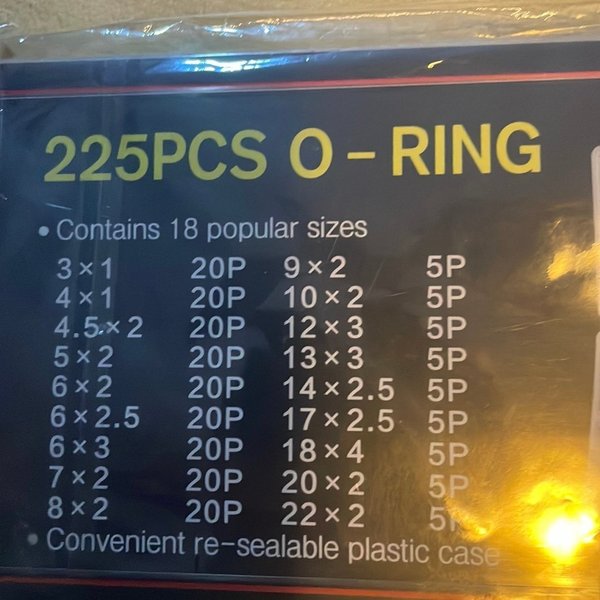 225PCS O-RING
• Contains 18 popular sizes
3×1 20P 9×2 5P
4×1 20P 10×2 5P
4.5×2 20P 12×3 5P
5×2 20P 13×3 5P
6×2 20P 14×2.5 5P
6×2.5 20P 17×2.5 5P
6×3 20P 18×4 5P
7×2 20P 20×2 5P
8×2 20P 22×2 5P
• Convenient re-sealable plastic case